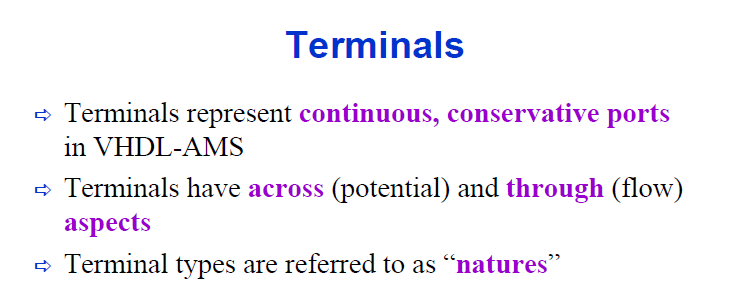 Terminals
⇨ Terminals represent continuous, conservative ports
in VHDL-AMS
⇨ Terminals have across (potential) and through (flow)
aspects
⇨ Terminal types are referred to as “natures”